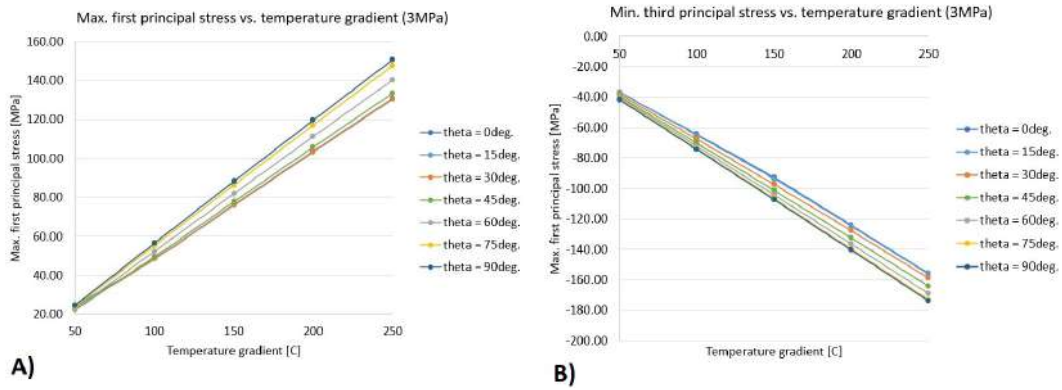 Max. first principal stress vs. temperature gradient (3MPa)
Max. first principal stress [MPa]
160.00
140.00
120.00
100.00
80.00
60.00
40.00
20.00
50 100 150 200 250
Temperature gradient [C]
theta = 0deg.
theta = 15deg.
theta = 30deg.
theta = 45deg.
theta = 60deg.
theta = 75deg.
theta = 90deg.
A)
Min. third principal stress vs. temperature gradient (3MPa)
Max. first principal stress [MPa]
0.00
-20.00
-40.00
-60.00
-80.00
-100.00
-120.00
-140.00
-160.00
-180.00
-200.00
50 100 150 200 250
Temperature gradient [C]
theta = 0deg.
theta = 15deg.
theta = 30deg.
theta = 45deg.
theta = 60deg.
theta = 75deg.
theta = 90deg.
B)